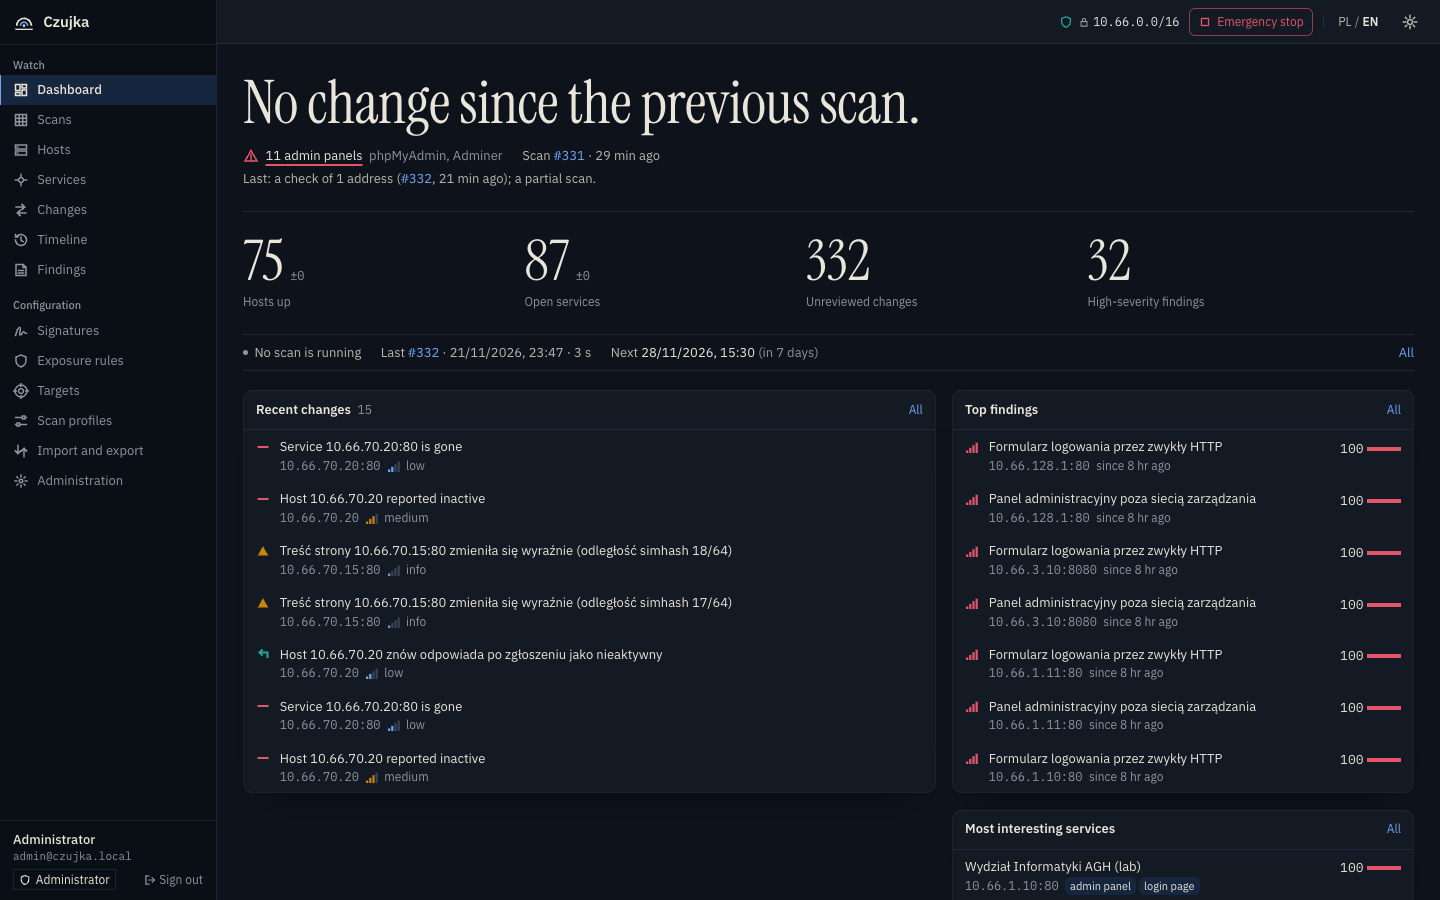 Czujka
10.66.0.0/16
Emergency stop
PL / EN
Watch
Dashboard
Scans
Hosts
Services
Changes
Timeline
Findings
Configuration
Signatures
Exposure rules
Targets
Scan profiles
Import and export
Administration
Administrator
admin@czujka.local
Administrator
Sign out
No change since the previous scan.
11 admin panels phpMyAdmin, Adminer Scan #331 · 29 min ago
Last: a check of 1 address (#332, 21 min ago); a partial scan.
75 ±0
Hosts up
87 ±0
Open services
332
Unreviewed changes
32
High-severity findings
No scan is running Last #332 · 21/11/2026, 23:47 · 3 s Next 28/11/2026, 15:30 (in 7 days) All
Recent changes 15 All
Service 10.66.70.20:80 is gone
10.66.70.20:80 low
Host 10.66.70.20 reported inactive
10.66.70.20 medium
Treść strony 10.66.70.15:80 zmieniła się wyraźnie (odległość simhash 18/64)
10.66.70.15:80 info
Treść strony 10.66.70.15:80 zmieniła się wyraźnie (odległość simhash 17/64)
10.66.70.15:80 info
Host 10.66.70.20 znów odpowiada po zgłoszeniu jako nieaktywny
10.66.70.20 low
Service 10.66.70.20:80 is gone
10.66.70.20:80 low
Host 10.66.70.20 reported inactive
10.66.70.20 medium
Top findings All
Formularz logowania przez zwykły HTTP 100
10.66.128.1:80 since 8 hr ago
Panel administracyjny poza siecią zarządzania 100
10.66.128.1:80 since 8 hr ago
Formularz logowania przez zwykły HTTP 100
10.66.3.10:8080 since 8 hr ago
Panel administracyjny poza siecią zarządzania 100
10.66.3.10:8080 since 8 hr ago
Formularz logowania przez zwykły HTTP 100
10.66.1.11:80 since 8 hr ago
Panel administracyjny poza siecią zarządzania 100
10.66.1.11:80 since 8 hr ago
Formularz logowania przez zwykły HTTP 100
10.66.1.10:80 since 8 hr ago
Most interesting services All
Wydział Informatyki AGH (lab) 100
10.66.1.10:80 admin panel login page